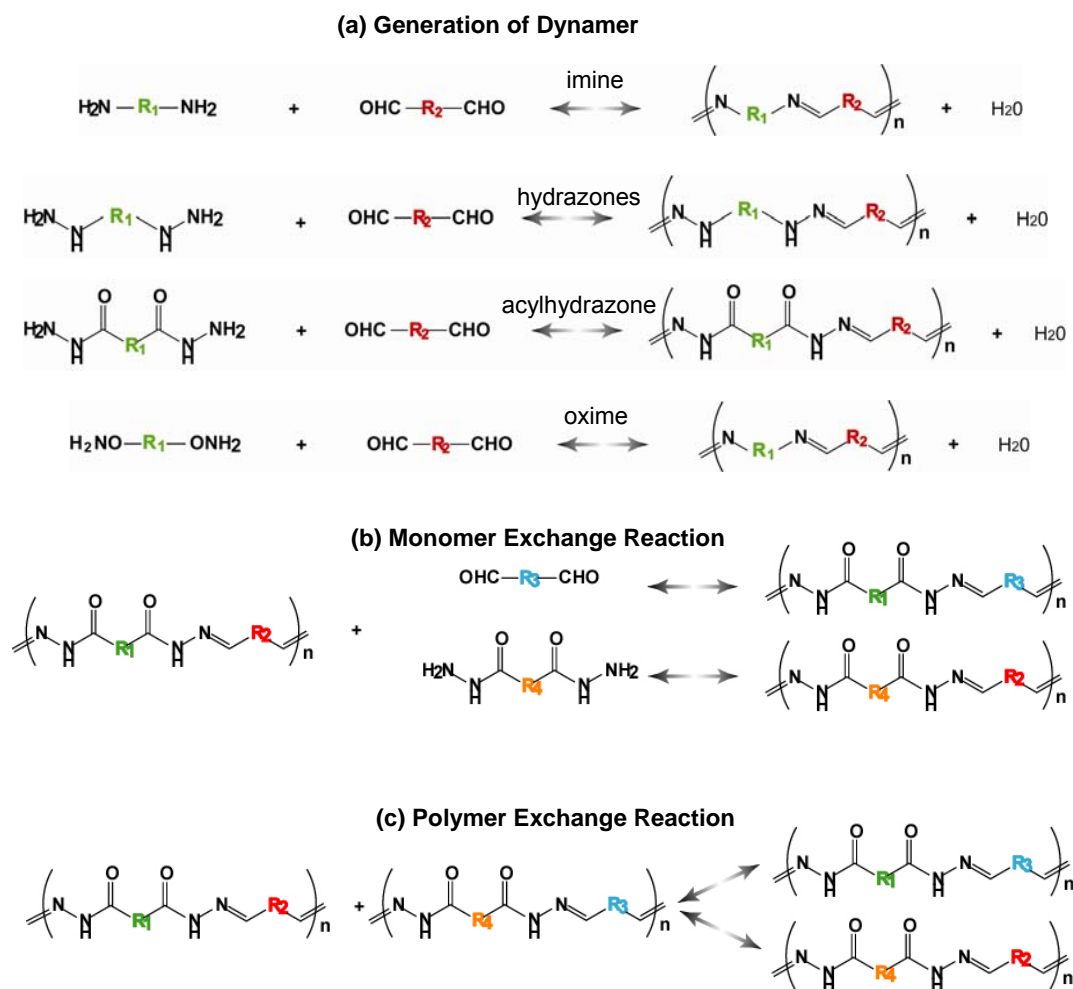 (a) Generation of Dynamer
imine
H2N R1 NH2 + OHC R2 CHO N R1 N R2 n + H20
hydrazones
H2N N H R1 N H NH2 + OHC R2 CHO N N H R1 N H N R2 n + H20
acylhydrazone
H2N N H O R1 O N H NH2 + OHC R2 CHO N N H O R1 O N H N R2 n + H20
oxime
H2NO R1 ONH2 + OHC R2 CHO N R1 N R2 n + H20
(b) Monomer Exchange Reaction
OHC R3 CHO N N H O R1 O N H N R3 n
N N H O R1 O N H N R2 n +
H2N N H O R4 O N H NH2 N N H O R4 O N H N R2 n
(c) Polymer Exchange Reaction
N N H O R1 O N H N R3 n
N N H O R1 O N H N R2 n + N N H O R4 O N H N R3 n
N N H O R4 O N H N R2 n